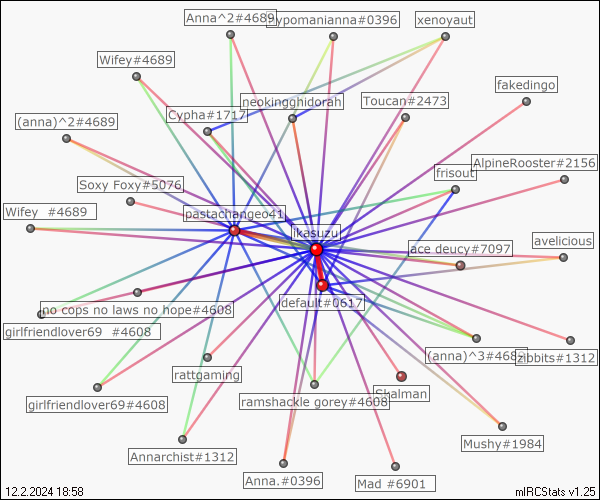 Anna^2#4689
hypomanianna#0396
xenoyaut
Wifey#4689
fakedingo
neokingghidorah
Toucan#2473
Cypha#1717
(anna)^2#4689
AlpineRooster#2156
frisout
Soxy Foxy#5076
Wifey #4689
pastachange041
ikasuzu
ace deucy#7097
avelicious
default#0617
no cops no laws no hope#4608
girlfriendlover69 #4608
(anna)^3#4689
zibbits#1312
rattgaming
Skalman
girlfriendlover69#4608
ramshackle gorey#4608
Mushy#1984
Annarchist#1312
Anna.#0396
Mad #6901
12.2.2024 18:58
mIRCStats v1.25